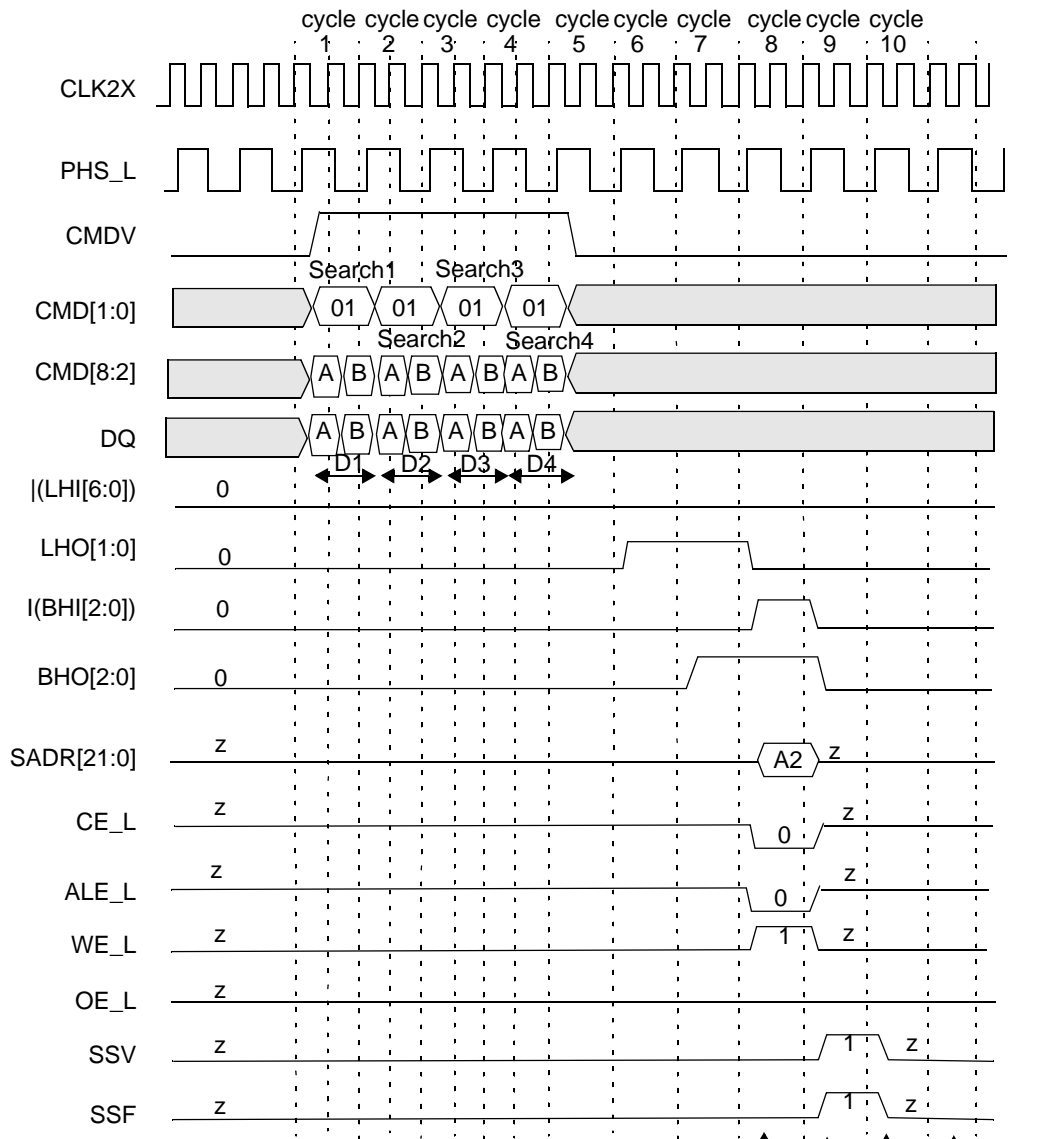 cycle cycle cycle cycle cycle cycle cycle cycle cycle cycle
1 2 3 4 5 6 7 8 9 10
CLK2X
PHS_L
CMDV
Search1 Search3
CMD[1:0] 01 01 01 01
Search2 Search4
CMD[8:2] A B A B A B A B
DQ A B A B A B A B
D1 D2 D3 D4
|(LHI[6:0]) 0
LHO[1:0] 0
I(BHI[2:0]) 0
BHO[2:0] 0
SADR[21:0] z A2 z
CE_L z 0 z
ALE_L z 0 z
WE_L z 1 z
OE_L z
SSV z 1 z
SSF z 1 z